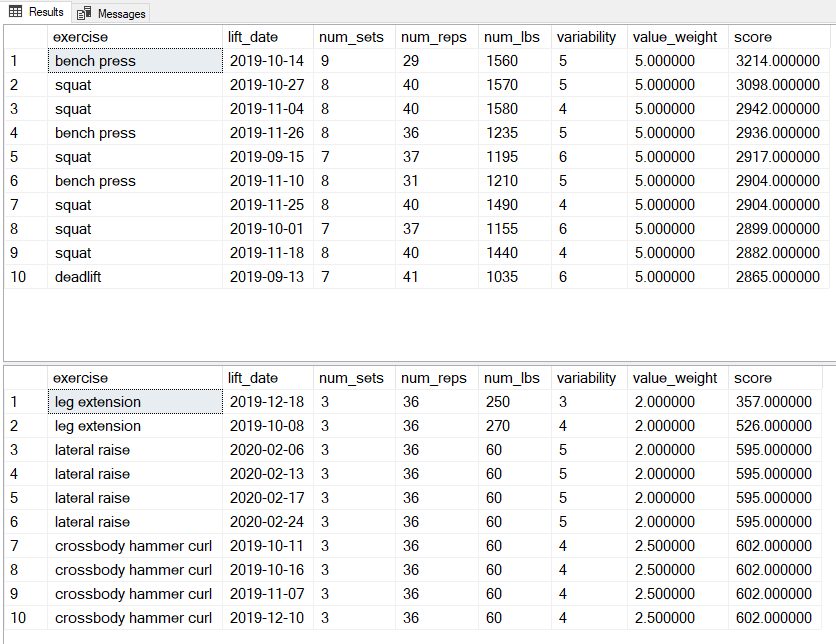 Results Messages
exercise lift_date num_sets num_reps num_lbs variability value_weight score
1 bench press 2019-10-14 9 29 1560 5 5.000000 3214.000000
2 squat 2019-10-27 8 40 1570 5 5.000000 3098.000000
3 squat 2019-11-04 8 40 1580 4 5.000000 2942.000000
4 bench press 2019-11-26 8 36 1235 5 5.000000 2936.000000
5 squat 2019-09-15 7 37 1195 6 5.000000 2917.000000
6 bench press 2019-11-10 8 31 1210 5 5.000000 2904.000000
7 squat 2019-11-25 8 40 1490 4 5.000000 2904.000000
8 squat 2019-10-01 7 37 1155 6 5.000000 2899.000000
9 squat 2019-11-18 8 40 1440 4 5.000000 2882.000000
10 deadlift 2019-09-13 7 41 1035 6 5.000000 2865.000000
exercise lift_date num_sets num_reps num_lbs variability value_weight score
1 leg extension 2019-12-18 3 36 250 3 2.000000 357.000000
2 leg extension 2019-10-08 3 36 270 4 2.000000 526.000000
3 lateral raise 2020-02-06 3 36 60 5 2.000000 595.000000
4 lateral raise 2020-02-13 3 36 60 5 2.000000 595.000000
5 lateral raise 2020-02-17 3 36 60 5 2.000000 595.000000
6 lateral raise 2020-02-24 3 36 60 5 2.000000 595.000000
7 crossbody hammer curl 2019-10-11 3 36 60 4 2.500000 602.000000
8 crossbody hammer curl 2019-10-16 3 36 60 4 2.500000 602.000000
9 crossbody hammer curl 2019-11-07 3 36 60 4 2.500000 602.000000
10 crossbody hammer curl 2019-12-10 3 36 60 4 2.500000 602.000000